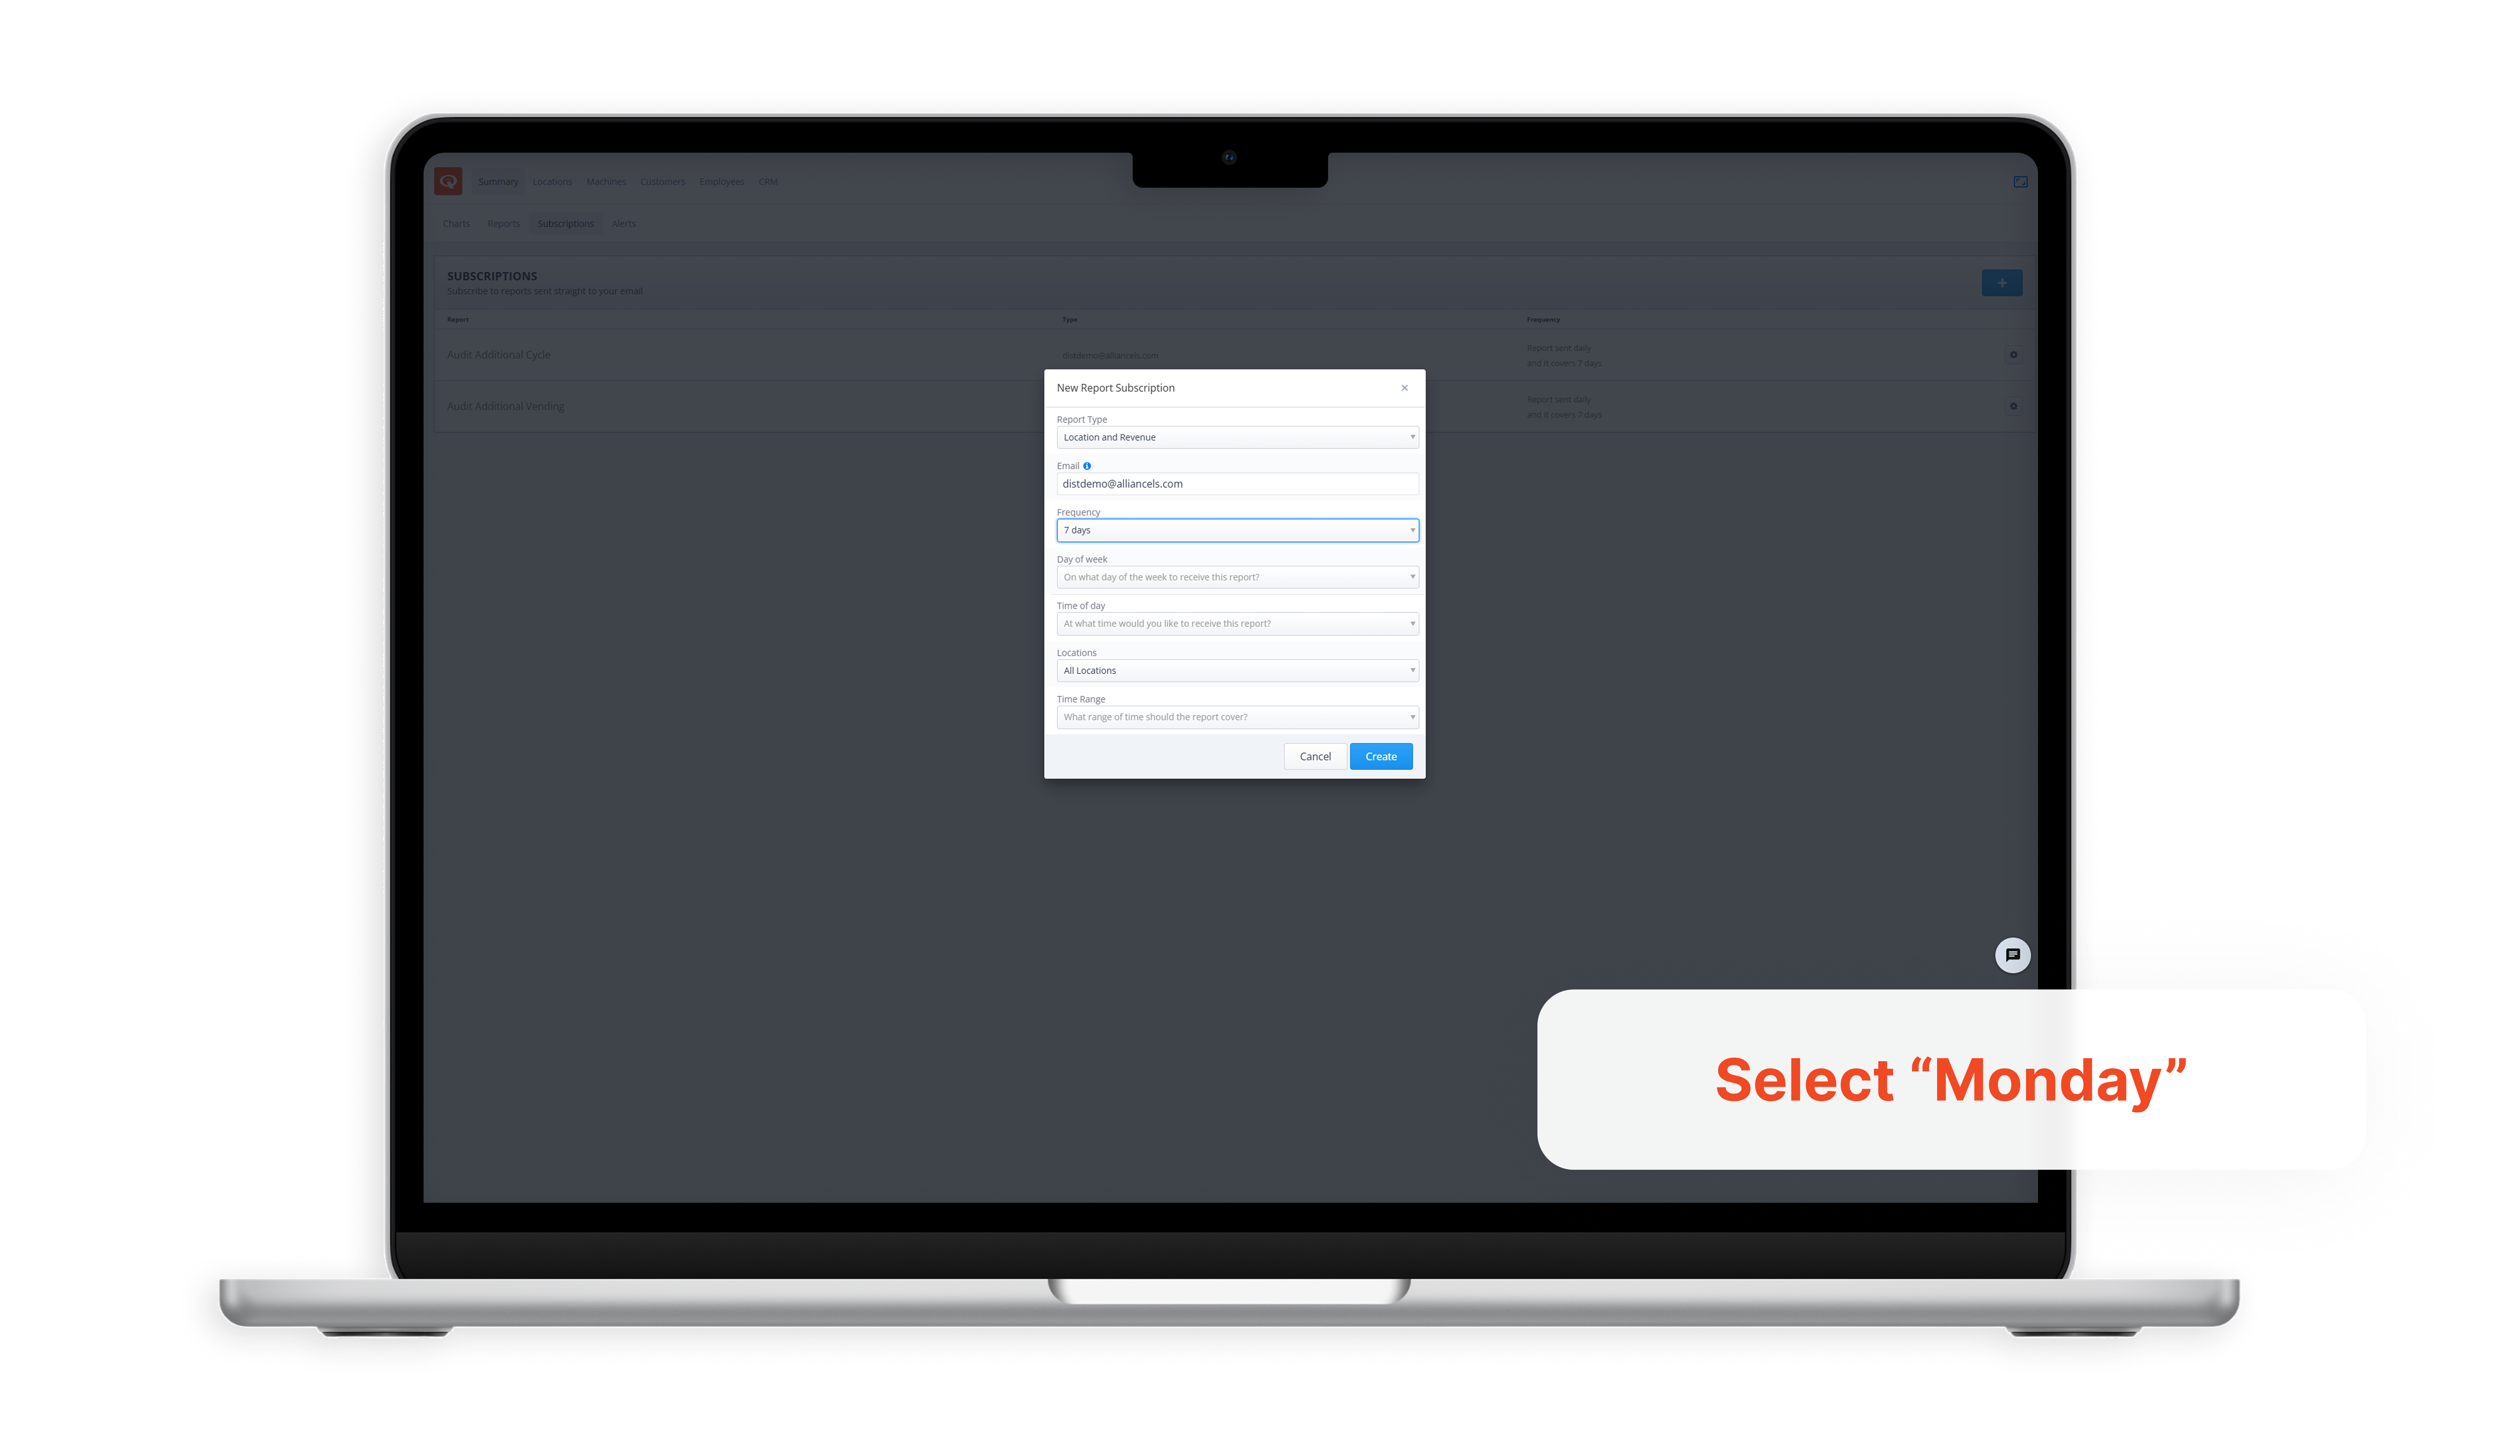 Summary Locations Machines Customers Employees CRM
Charts Reports Subscriptions Alerts
SUBSCRIPTIONS
Subscribe to reports sent straight to your email
+
Report Type Frequency
Audit Additional Cycle distdemo@alliancels.com Report sent daily
and it covers 7 days
Audit Additional Vending Report sent daily
and it covers 7 days
New Report Subscription ×
Report Type
Location and Revenue
Email
distdemo@alliancels.com
Frequency
7 days
Day of week
On what day of the week to receive this report?
Time of day
At what time would you like to receive this report?
Locations
All Locations
Time Range
What range of time should the report cover?
Cancel Create
Select “Monday”